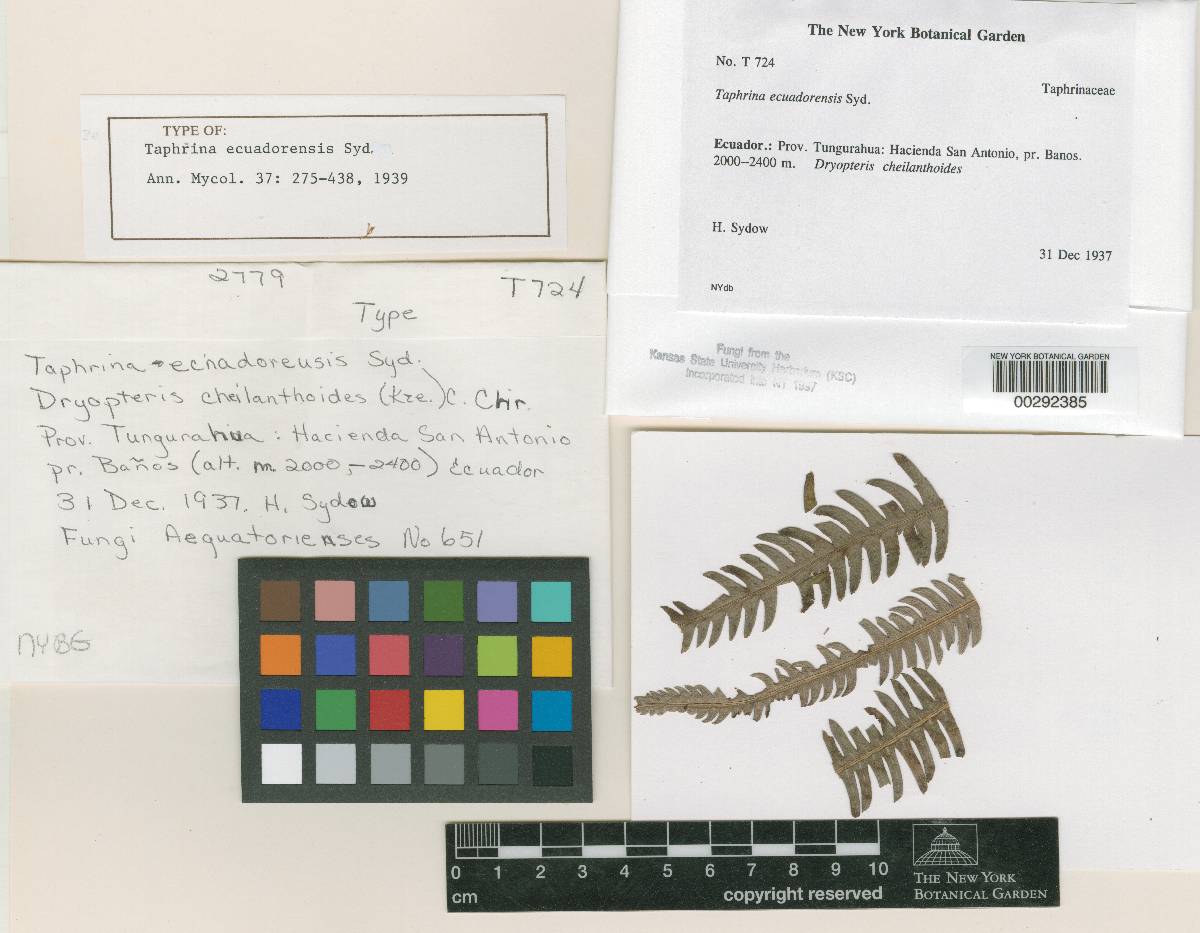 TYPE OF:
Taphrina ecuadorensis Syd.
Ann. Mycol. 37: 275-438, 1939
The New York Botanical Garden
No. T 724
Taphrinaceae
Taphrina ecuadorensis Syd.
Ecuador.: Prov. Tungurahua: Hacienda San Antonio, pr. Banos.
2000–2400 m. Dryopteris cheilanthoides
H. Sydow
31 Dec 1937
NYdb
Fungi from the
Kansas State University Herbarium (KSC)
Incorporated into NY 1997
NEW YORK BOTANICAL GARDEN
00292385
2779
T724
Type
Taphrina ecnadoreusis Syd.
Dryopteris cheilanthoides (Kze.) C. Chr.
Prov. Tungurahua : Hacienda San Antonio
pr. Baños (alt. m. 2000,-2400) Ecuador
31 Dec. 1937. H. Sydow
Fungi Aequatorienses No 651
NYBG
0 1 2 3 4 5 6 7 8 9 10
cm
copyright reserved
THE NEW YORK
BOTANICAL GARDEN